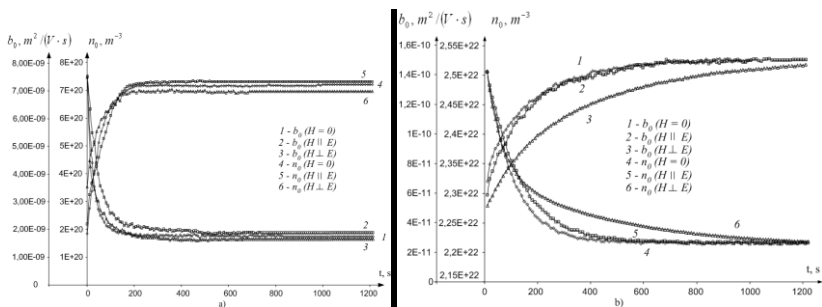 b₀, m²/(V · s) n₀, m⁻³
8,00E-09 8E+20
7,00E-09 7E+20
6,00E-09 6E+20
5,00E-09 5E+20
4,00E-09 4E+20
3,00E-09 3E+20
2,00E-09 2E+20
1,00E-09 1E+20
0,00
0 200 400 600 800 1000 1200
t, s
5
4
6
1 - b₀ (H = 0)
2 - b₀ (H || E)
3 - b₀ (H ⊥ E)
4 - n₀ (H = 0)
5 - n₀ (H || E)
6 - n₀ (H ⊥ E)
2
1
3
a)
b₀, m²/(V · s) n₀, m⁻³
1,6E-10 2,55E+22
1,4E-10 2,5E+22
1,2E-10 2,45E+22
1E-10 2,4E+22
8E-11 2,35E+22
6E-11 2,3E+22
4E-11 2,25E+22
2E-11 2,2E+22
0 2,15E+22
0 200 400 600 800 1000 1200
t, s
1
2
3
1 - b₀ (H = 0)
2 - b₀ (H || E)
3 - b₀ (H ⊥ E)
4 - n₀ (H = 0)
5 - n₀ (H || E)
6 - n₀ (H ⊥ E)
6
5
4
b)